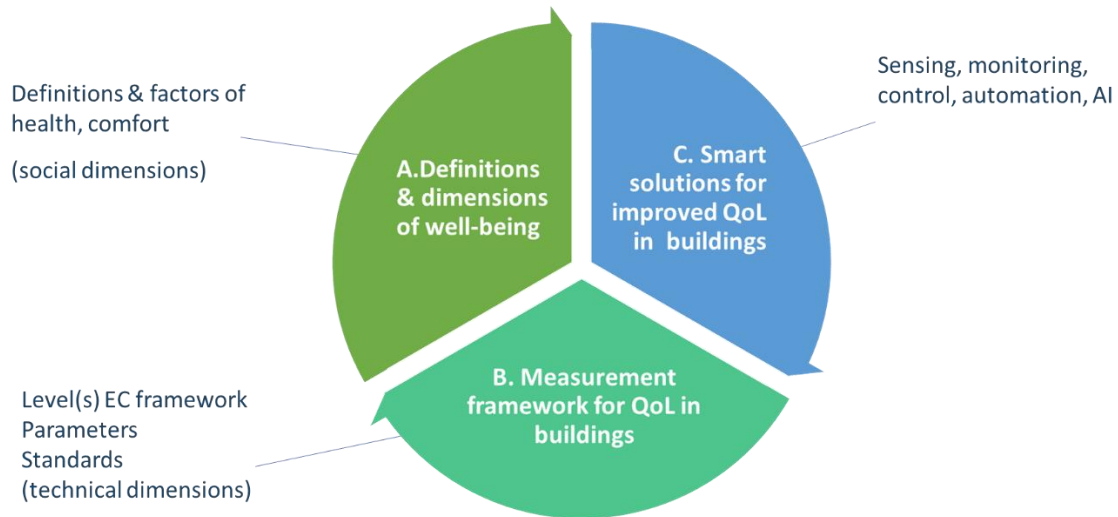 Definitions & factors of
health, comfort
(social dimensions)
A.Definitions
& dimensions
of well-being
Sensing, monitoring,
control, automation, AI
C. Smart
solutions for
improved QoL
in buildings
Level(s) EC framework
Parameters
Standards
(technical dimensions)
B. Measurement
framework for QoL in
buildings